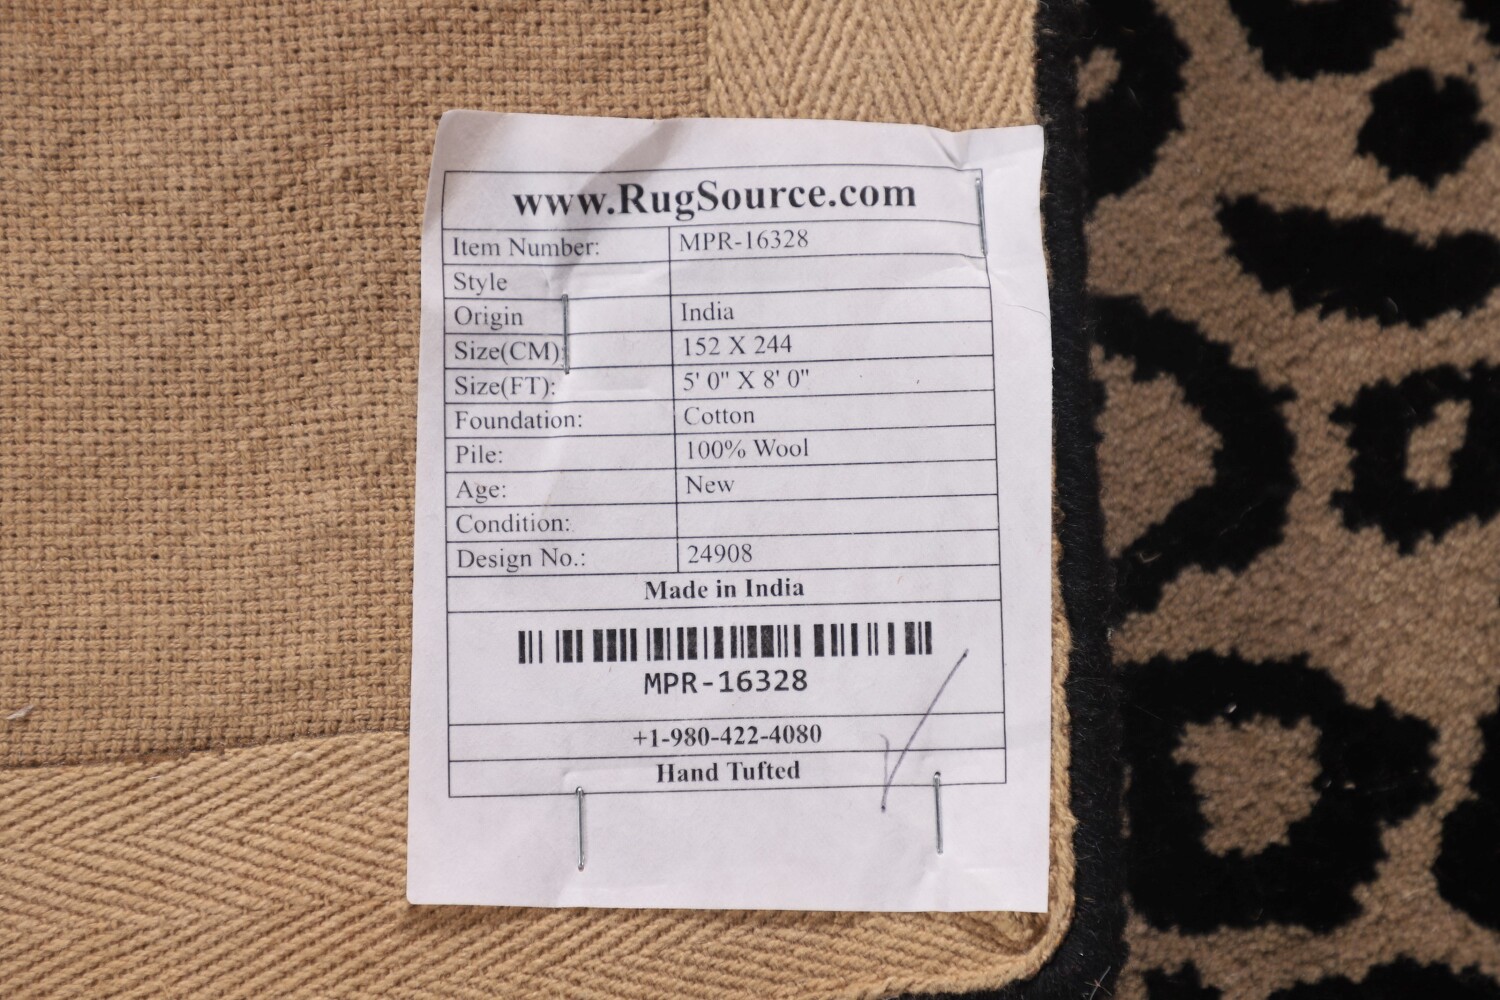 www.RugSource.com
Item Number: MPR-16328
Style
Origin India
Size(CM): 152 X 244
Size(FT): 5' 0" X 8' 0"
Foundation: Cotton
Pile: 100% Wool
Age: New
Condition:
Design No.: 24908
Made in India
MPR-16328
+1-980-422-4080
Hand Tufted